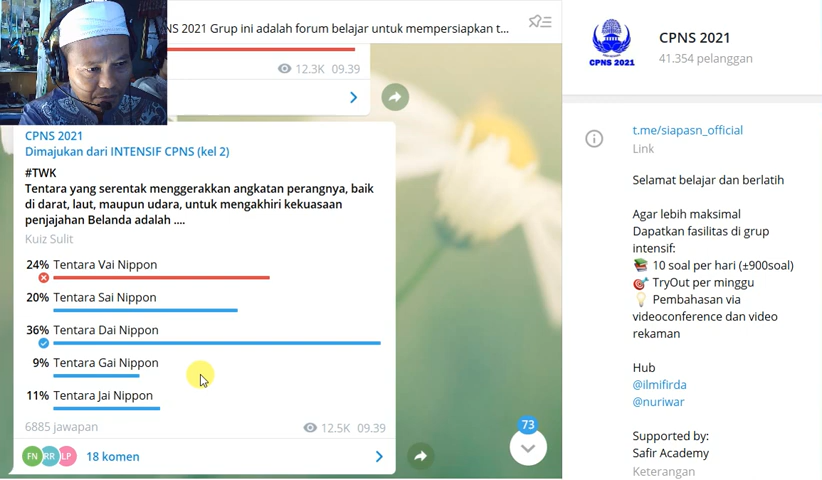 NS 2021 Grup ini adalah forum belajar untuk mempersiapkan t...
12.3K 09.39
CPNS 2021
Dimajukan dari INTENSIF CPNS (kel 2)
#TWK
Tentara yang serentak menggerakkan angkatan perangnya, baik
di darat, laut, maupun udara, untuk mengakhiri kekuasaan
penjajahan Belanda adalah ....
Kuiz Sulit
24% Tentara Vai Nippon
20% Tentara Sai Nippon
36% Tentara Dai Nippon
9% Tentara Gai Nippon
11% Tentara Jai Nippon
6885 jawapan 12.5K 09.39
FN RR LP 18 komen
73
CPNS 2021
CPNS 2021
41.354 pelanggan
t.me/siapasn_official
Link
Selamat belajar dan berlatih
Agar lebih maksimal
Dapatkan fasilitas di grup
intensif:
10 soal per hari (±900soal)
TryOut per minggu
Pembahasan via
videoconference dan video
rekaman
Hub
@ilmifirda
@nuriwar
Supported by:
Safir Academy
Keterangan